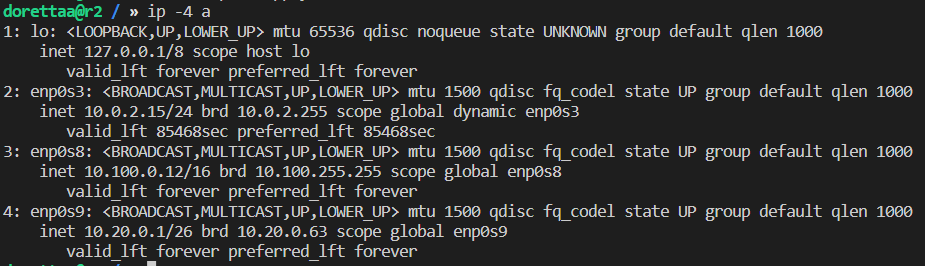 dorettaa@r2 / » ip -4 a
1: lo: <LOOPBACK,UP,LOWER_UP> mtu 65536 qdisc noqueue state UNKNOWN group default qlen 1000
    inet 127.0.0.1/8 scope host lo
       valid_lft forever preferred_lft forever
2: enp0s3: <BROADCAST,MULTICAST,UP,LOWER_UP> mtu 1500 qdisc fq_codel state UP group default qlen 1000
    inet 10.0.2.15/24 brd 10.0.2.255 scope global dynamic enp0s3
       valid_lft 85468sec preferred_lft 85468sec
3: enp0s8: <BROADCAST,MULTICAST,UP,LOWER_UP> mtu 1500 qdisc fq_codel state UP group default qlen 1000
    inet 10.100.0.12/16 brd 10.100.255.255 scope global enp0s8
       valid_lft forever preferred_lft forever
4: enp0s9: <BROADCAST,MULTICAST,UP,LOWER_UP> mtu 1500 qdisc fq_codel state UP group default qlen 1000
    inet 10.20.0.1/26 brd 10.20.0.63 scope global enp0s9
       valid_lft forever preferred_lft forever